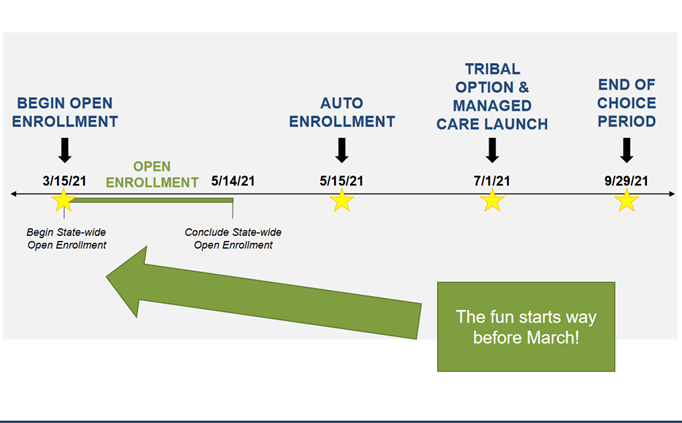 BEGIN OPEN
ENROLLMENT
AUTO
ENROLLMENT
TRIBAL
OPTION &
MANAGED
CARE LAUNCH
END OF
CHOICE
PERIOD
3/15/21
OPEN
ENROLLMENT
5/14/21
5/15/21
7/1/21
9/29/21
Begin State-wide
Open Enrollment
Conclude State-wide
Open Enrollment
The fun starts way
before March!